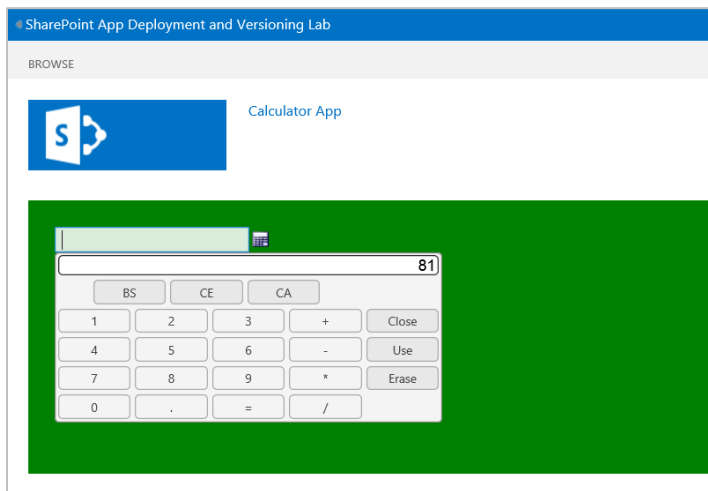 SharePoint App Deployment and Versioning Lab
BROWSE
S
Calculator App
81
BS CE CA
1 2 3 + Close
4 5 6 - Use
7 8 9 * Erase
0 . = /